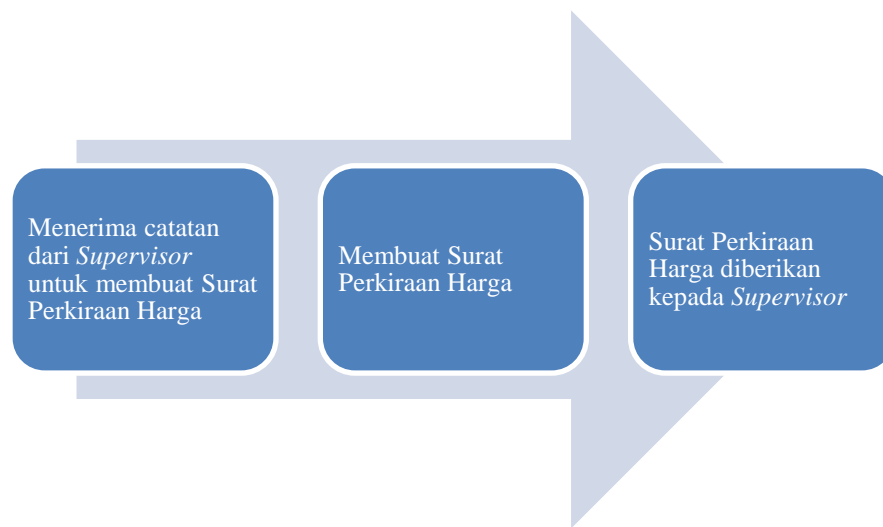 Menerima catatan
dari Supervisor
untuk membuat Surat
Perkiraan Harga
Membuat Surat
Perkiraan Harga
Surat Perkiraan
Harga diberikan
kepada Supervisor